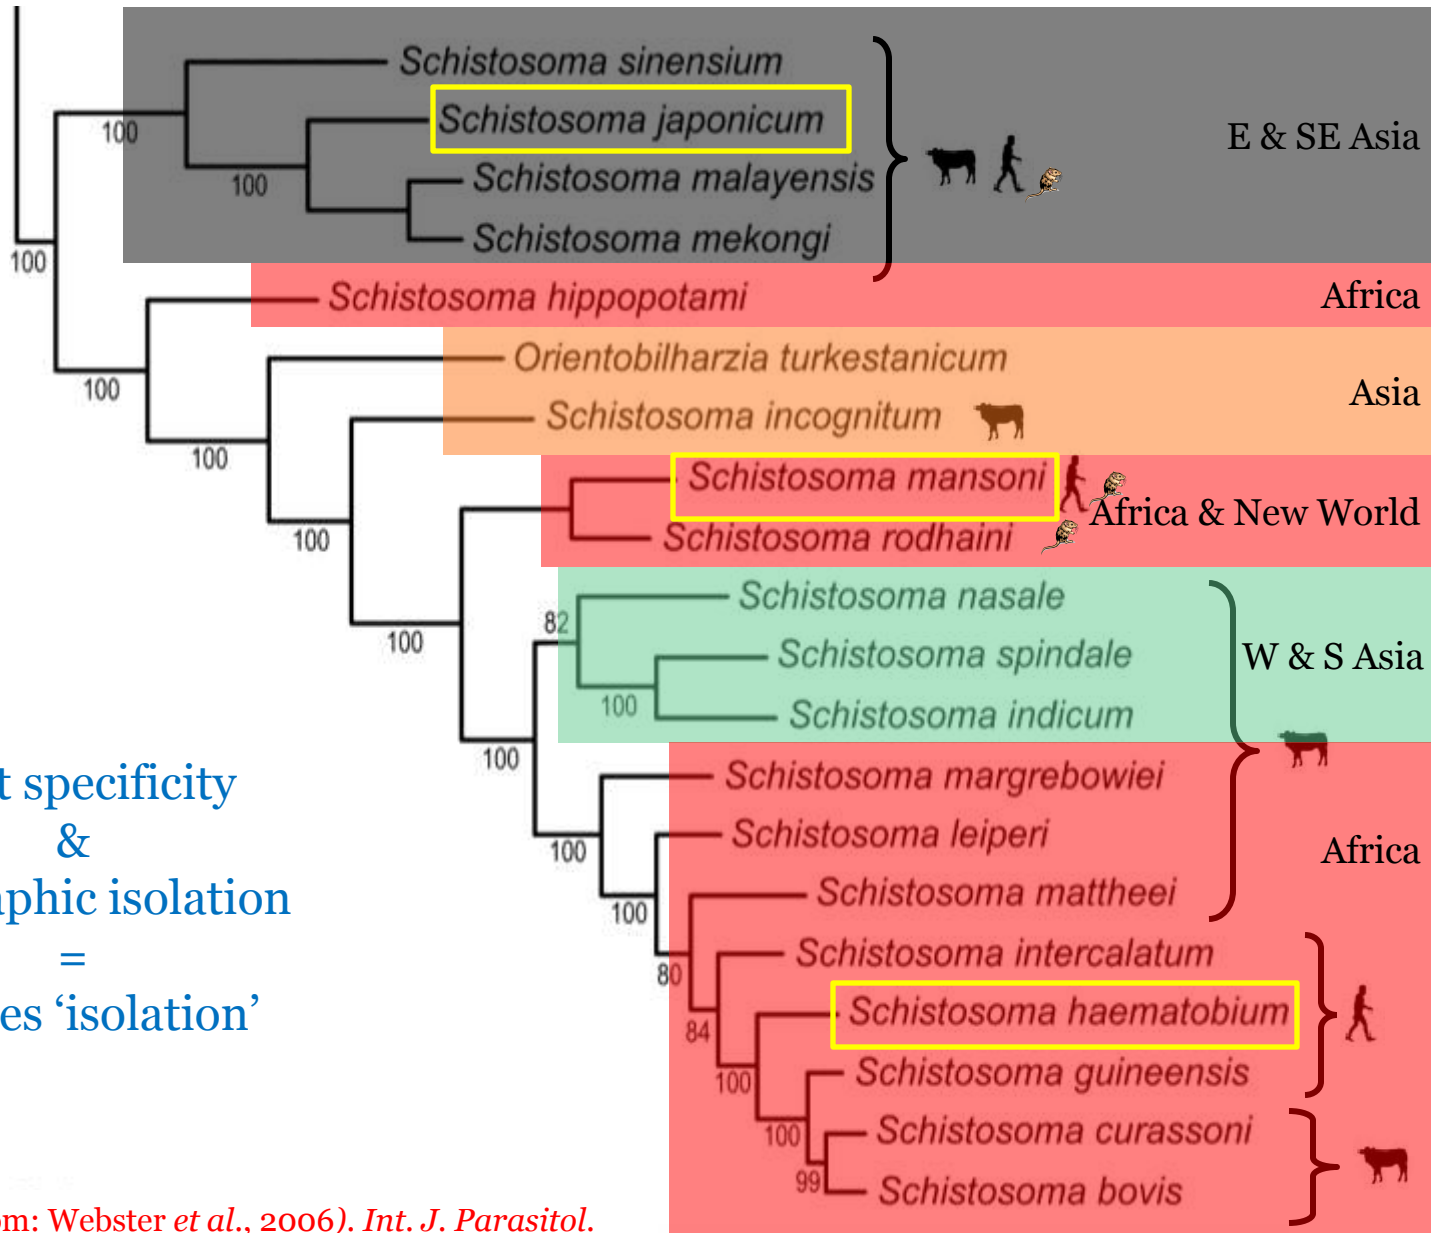 Schistosoma sinensium
Schistosoma japonicum
E & SE Asia
100
Schistosoma malayensis
100
Schistosoma mekongi
100
Schistosoma hippopotami
Africa
Orientobilharzia turkestanicum
100
Asia
Schistosoma incognitum
100
Schistosoma mansoni
Africa & New World
Schistosoma rodhaini
100
Schistosoma nasale
82
100
Schistosoma spindale
W & S Asia
100
Schistosoma indicum
100
Schistosoma margrebowiei
t specificity
&
aphic isolation
=
es ‘isolation’
Schistosoma leiperi
Africa
100
Schistosoma mattheei
100
Schistosoma intercalatum
80
Schistosoma haematobium
84
Schistosoma guineensis
100
Schistosoma curassoni
100
Schistosoma bovis
99
om: Webster et al., 2006). Int. J. Parasitol.